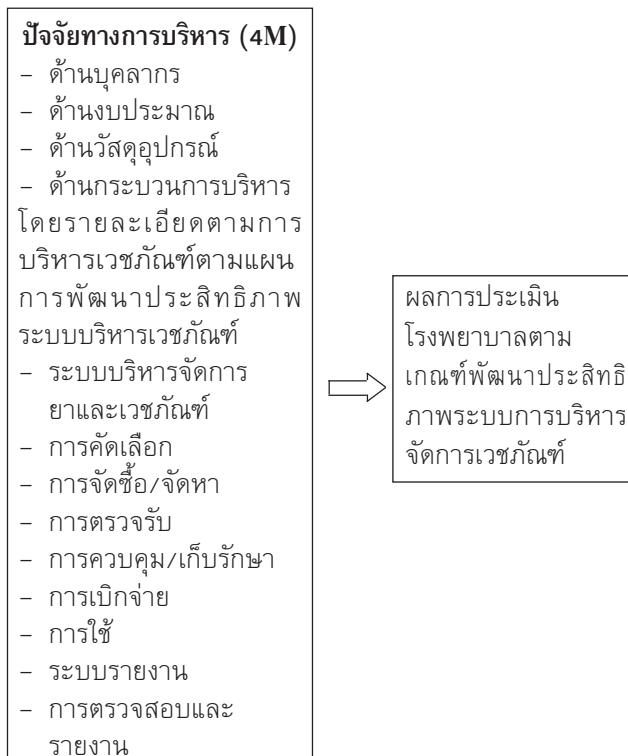 ปัจจัยทางการบริหาร (4M)
– ด้านบุคลากร
– ด้านงบประมาณ
– ด้านวัสดุอุปกรณ์
– ด้านกระบวนการบริหาร
โดยรายละเอียดตามการ
บริหารเวชภัณฑ์ตามแผน
การพัฒนาประสิทธิภาพ
ระบบบริหารเวชภัณฑ์
– ระบบบริหารจัดการ
ยาและเวชภัณฑ์
– การคัดเลือก
– การจัดซื้อ/จัดหา
– การตรวจรับ
– การควบคุม/เก็บรักษา
– การเบิกจ่าย
– การใช้
– ระบบรายงาน
– การตรวจสอบและ
รายงาน
ผลการประเมิน
โรงพยาบาลตาม
เกณฑ์พัฒนาประสิทธิ
ภาพระบบการบริหาร
จัดการเวชภัณฑ์